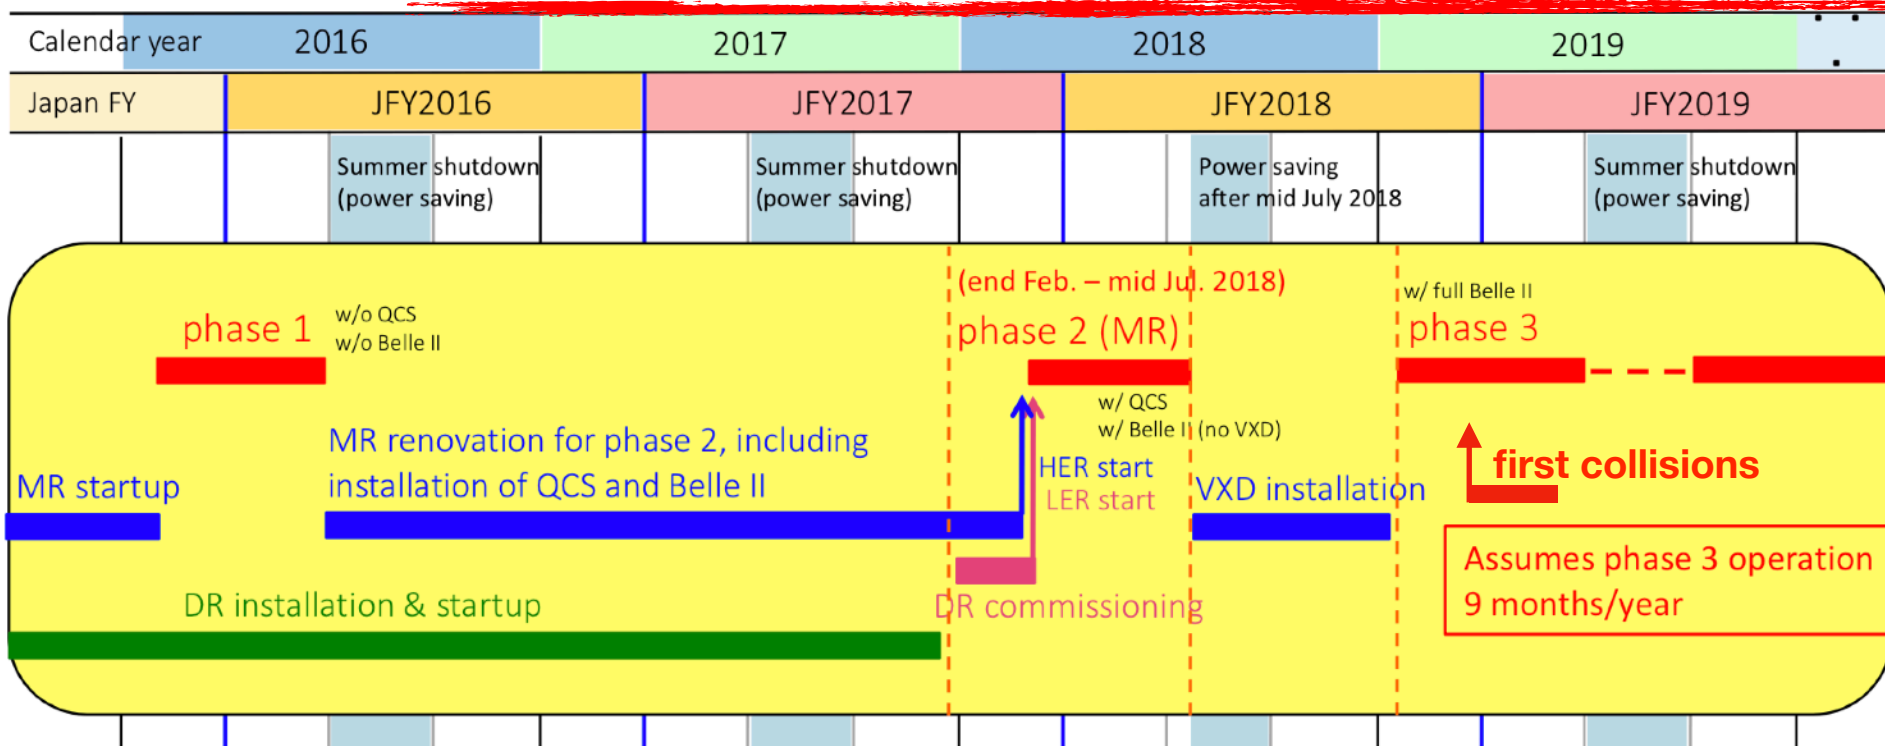 Calendar year 2016 2017 2018 2019 ...
Japan FY JFY2016 JFY2017 JFY2018 JFY2019
Summer shutdown
(power saving)
Summer shutdown
(power saving)
Power saving
after mid July 2018
Summer shutdown
(power saving)
(end Feb. – mid Jul. 2018)
phase 1
w/o QCS
w/o Belle II
phase 2 (MR)
w/ full Belle II
phase 3
w/ QCS
w/ Belle II (no VXD)
MR startup
MR renovation for phase 2, including
installation of QCS and Belle II
HER start
LER start
VXD installation
first collisions
DR installation & startup
DR commissioning
Assumes phase 3 operation
9 months/year